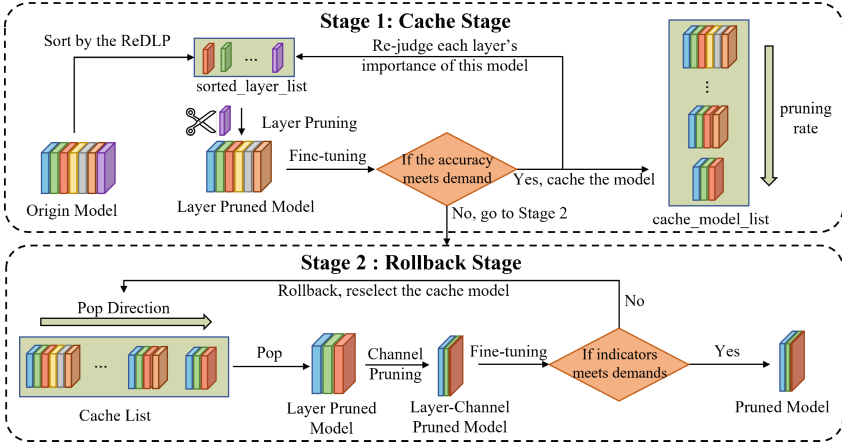 Stage 1: Cache Stage
Sort by the ReDLP
Re-judge each layer's
importance of this model
...
sorted_layer_list
Layer Pruning
Origin Model
Layer Pruned Model
Fine-tuning
If the accuracy
meets demand
Yes, cache the model
No, go to Stage 2
...
cache_model_list
pruning
rate
Stage 2 : Rollback Stage
Rollback, reselect the cache model
No
Pop Direction
...
Cache List
Pop
Layer Pruned
Model
Channel
Pruning
Layer-Channel
Pruned Model
Fine-tuning
If indicators
meets demands
Yes
Pruned Model